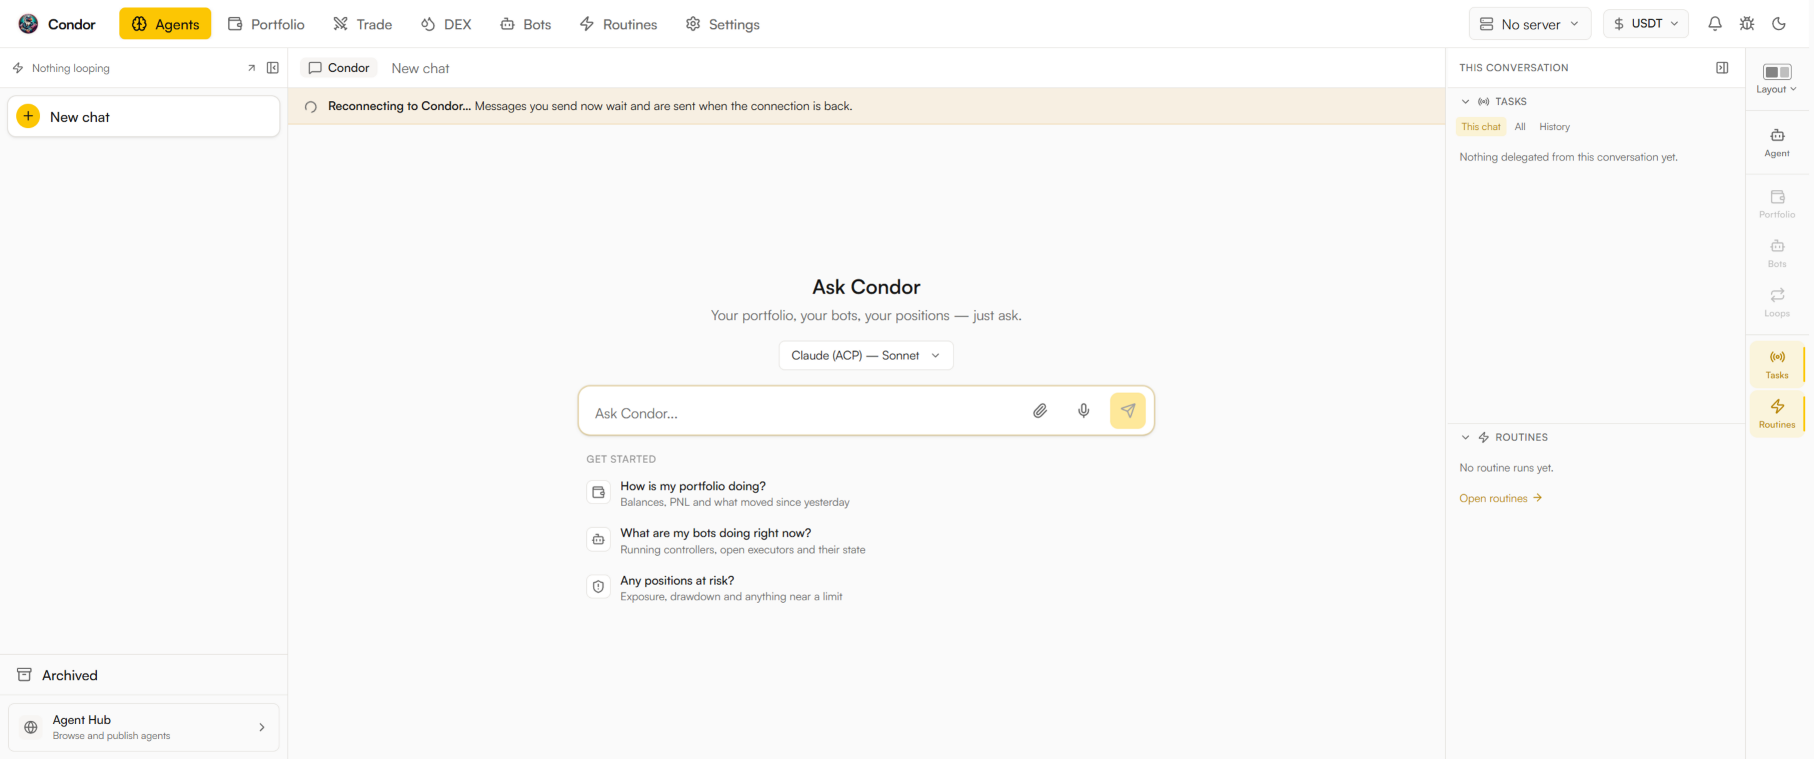 Condor
Agents
Portfolio
Trade
DEX
Bots
Routines
Settings
No server
$ USDT
Nothing looping
New chat
Archived
Agent Hub
Browse and publish agents
Condor
New chat
Reconnecting to Condor... Messages you send now wait and are sent when the connection is back.
Ask Condor
Your portfolio, your bots, your positions — just ask.
Claude (ACP) — Sonnet
Ask Condor...
GET STARTED
How is my portfolio doing?
Balances, PNL and what moved since yesterday
What are my bots doing right now?
Running controllers, open executors and their state
Any positions at risk?
Exposure, drawdown and anything near a limit
THIS CONVERSATION
TASKS
This chat All History
Nothing delegated from this conversation yet.
ROUTINES
No routine runs yet.
Open routines →
Layout
Agent
Portfolio
Bots
Loops
Tasks
Routines